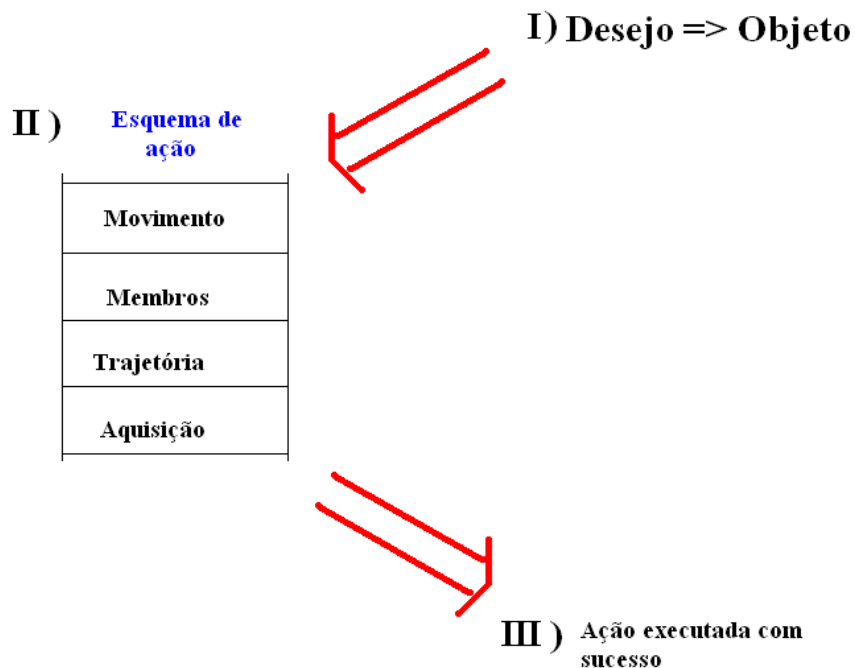 I) Desejo => Objeto
II )
Esquema de
ação
Movimento
Membros
Trajetória
Aquisição
III ) Ação executada com
sucesso